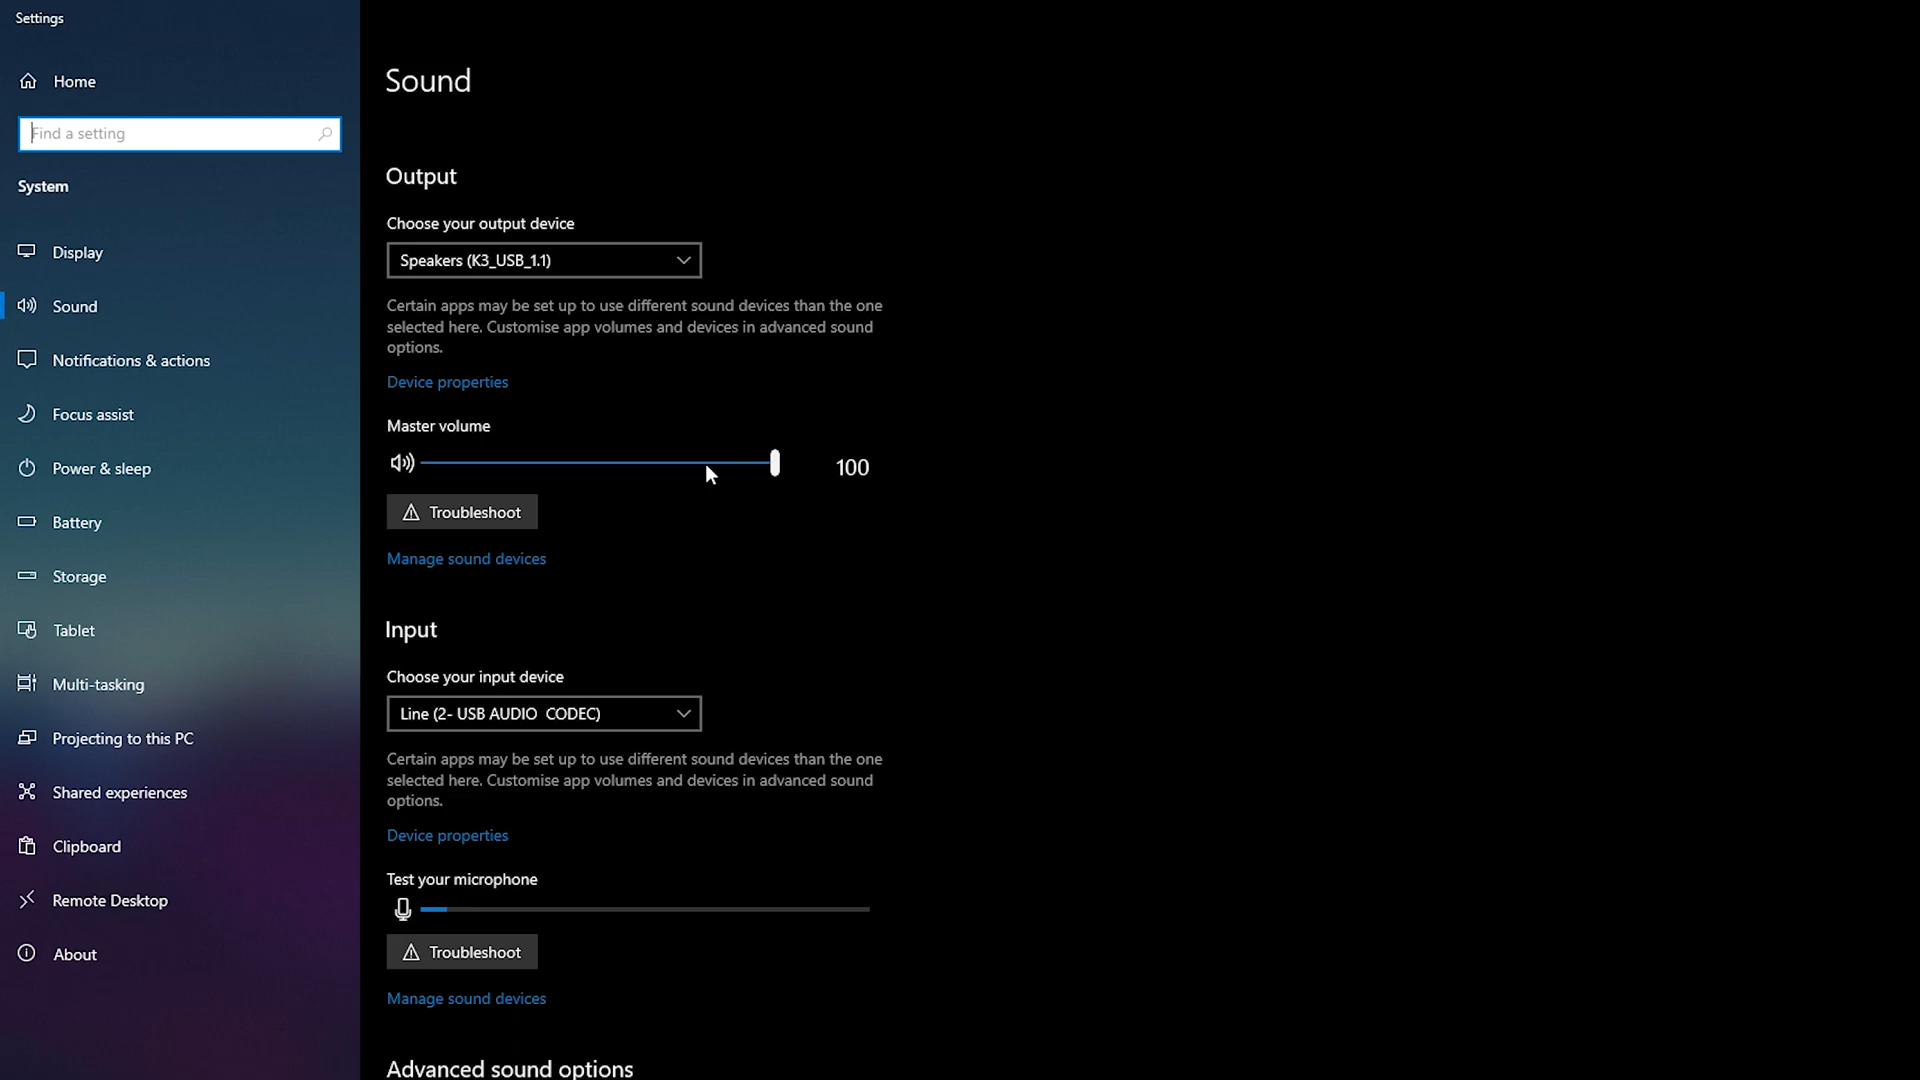 Settings
Home
Find a setting
System
Display
Sound
Notifications & actions
Focus assist
Power & sleep
Battery
Storage
Tablet
Multi-tasking
Projecting to this PC
Shared experiences
Clipboard
Remote Desktop
About
Sound
Output
Choose your output device
Speakers (K3_USB_1.1)
Certain apps may be set up to use different sound devices than the one
selected here. Customise app volumes and devices in advanced sound
options.
Device properties
Master volume
100
Troubleshoot
Manage sound devices
Input
Choose your input device
Line (2- USB AUDIO  CODEC)
Certain apps may be set up to use different sound devices than the one
selected here. Customise app volumes and devices in advanced sound
options.
Device properties
Test your microphone
Troubleshoot
Manage sound devices
Advanced sound options